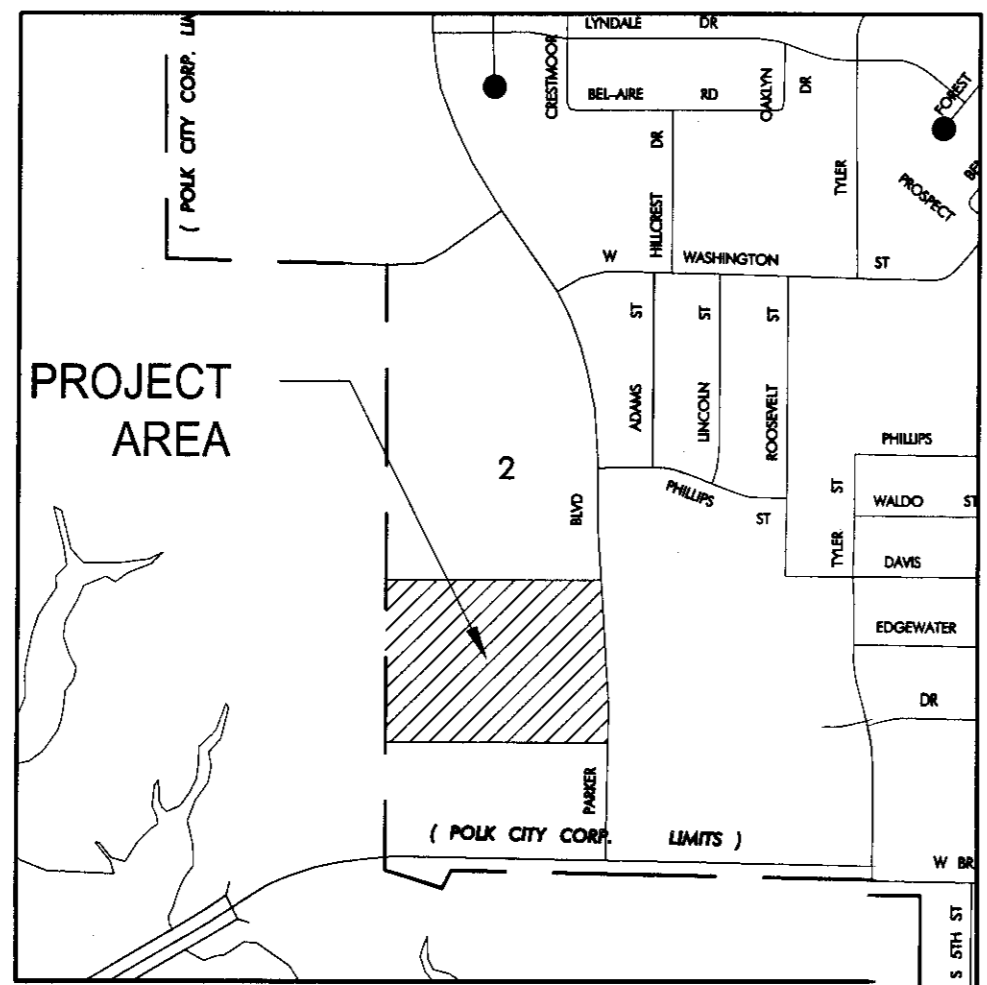 LYNDALE DR
( POLK CITY CORP. LIM
CRESTMOOR
BEL-AIRE RD
OAKLYN DR
FOREST
HILLCREST DR
TYLER
PROSPECT
BE
W WASHINGTON ST
ADAMS ST
LINCOLN ST
ROOSEVELT ST
PROJECT
AREA
2
BLVD
PHILLIPS ST
PHILLIPS
TYLER ST
WALDO ST
DAVIS
EDGEWATER
DR
PARKER
( POLK CITY CORP. LIMITS )
W BR
S 5TH ST